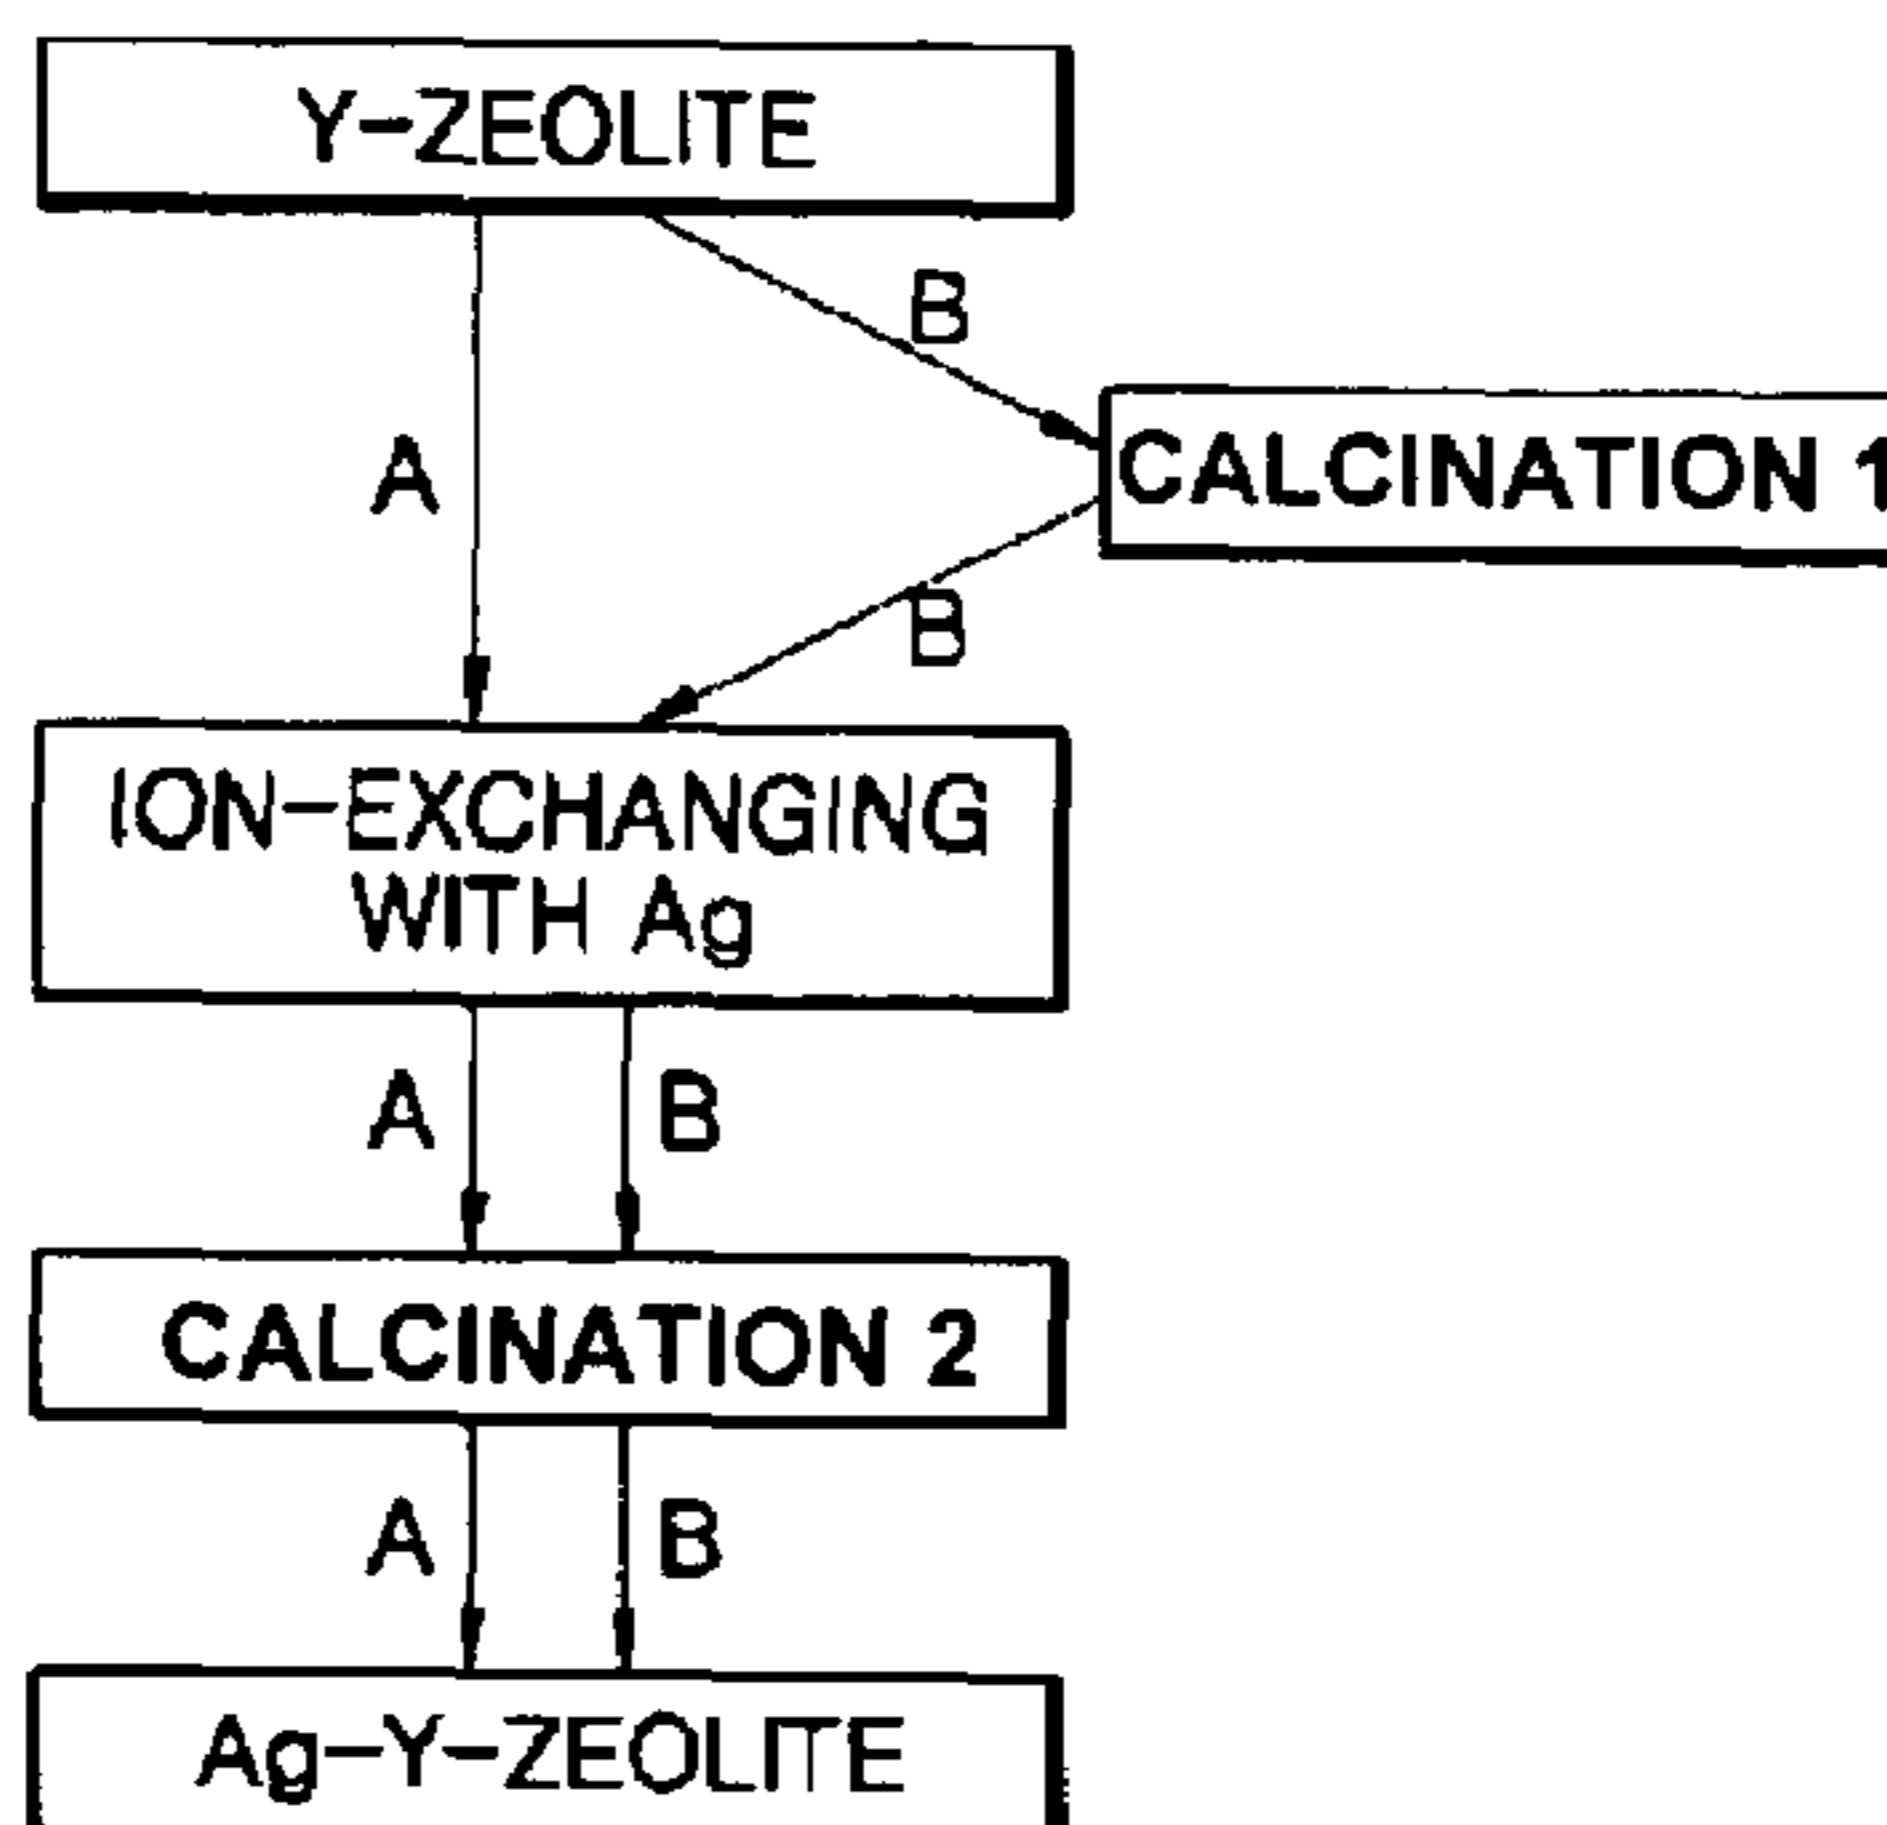 Y-ZEOLITE
B
CALCINATION 1
A
B
ION-EXCHANGING
WITH Ag
A B
CALCINATION 2
A B
Ag-Y-ZEOLITE